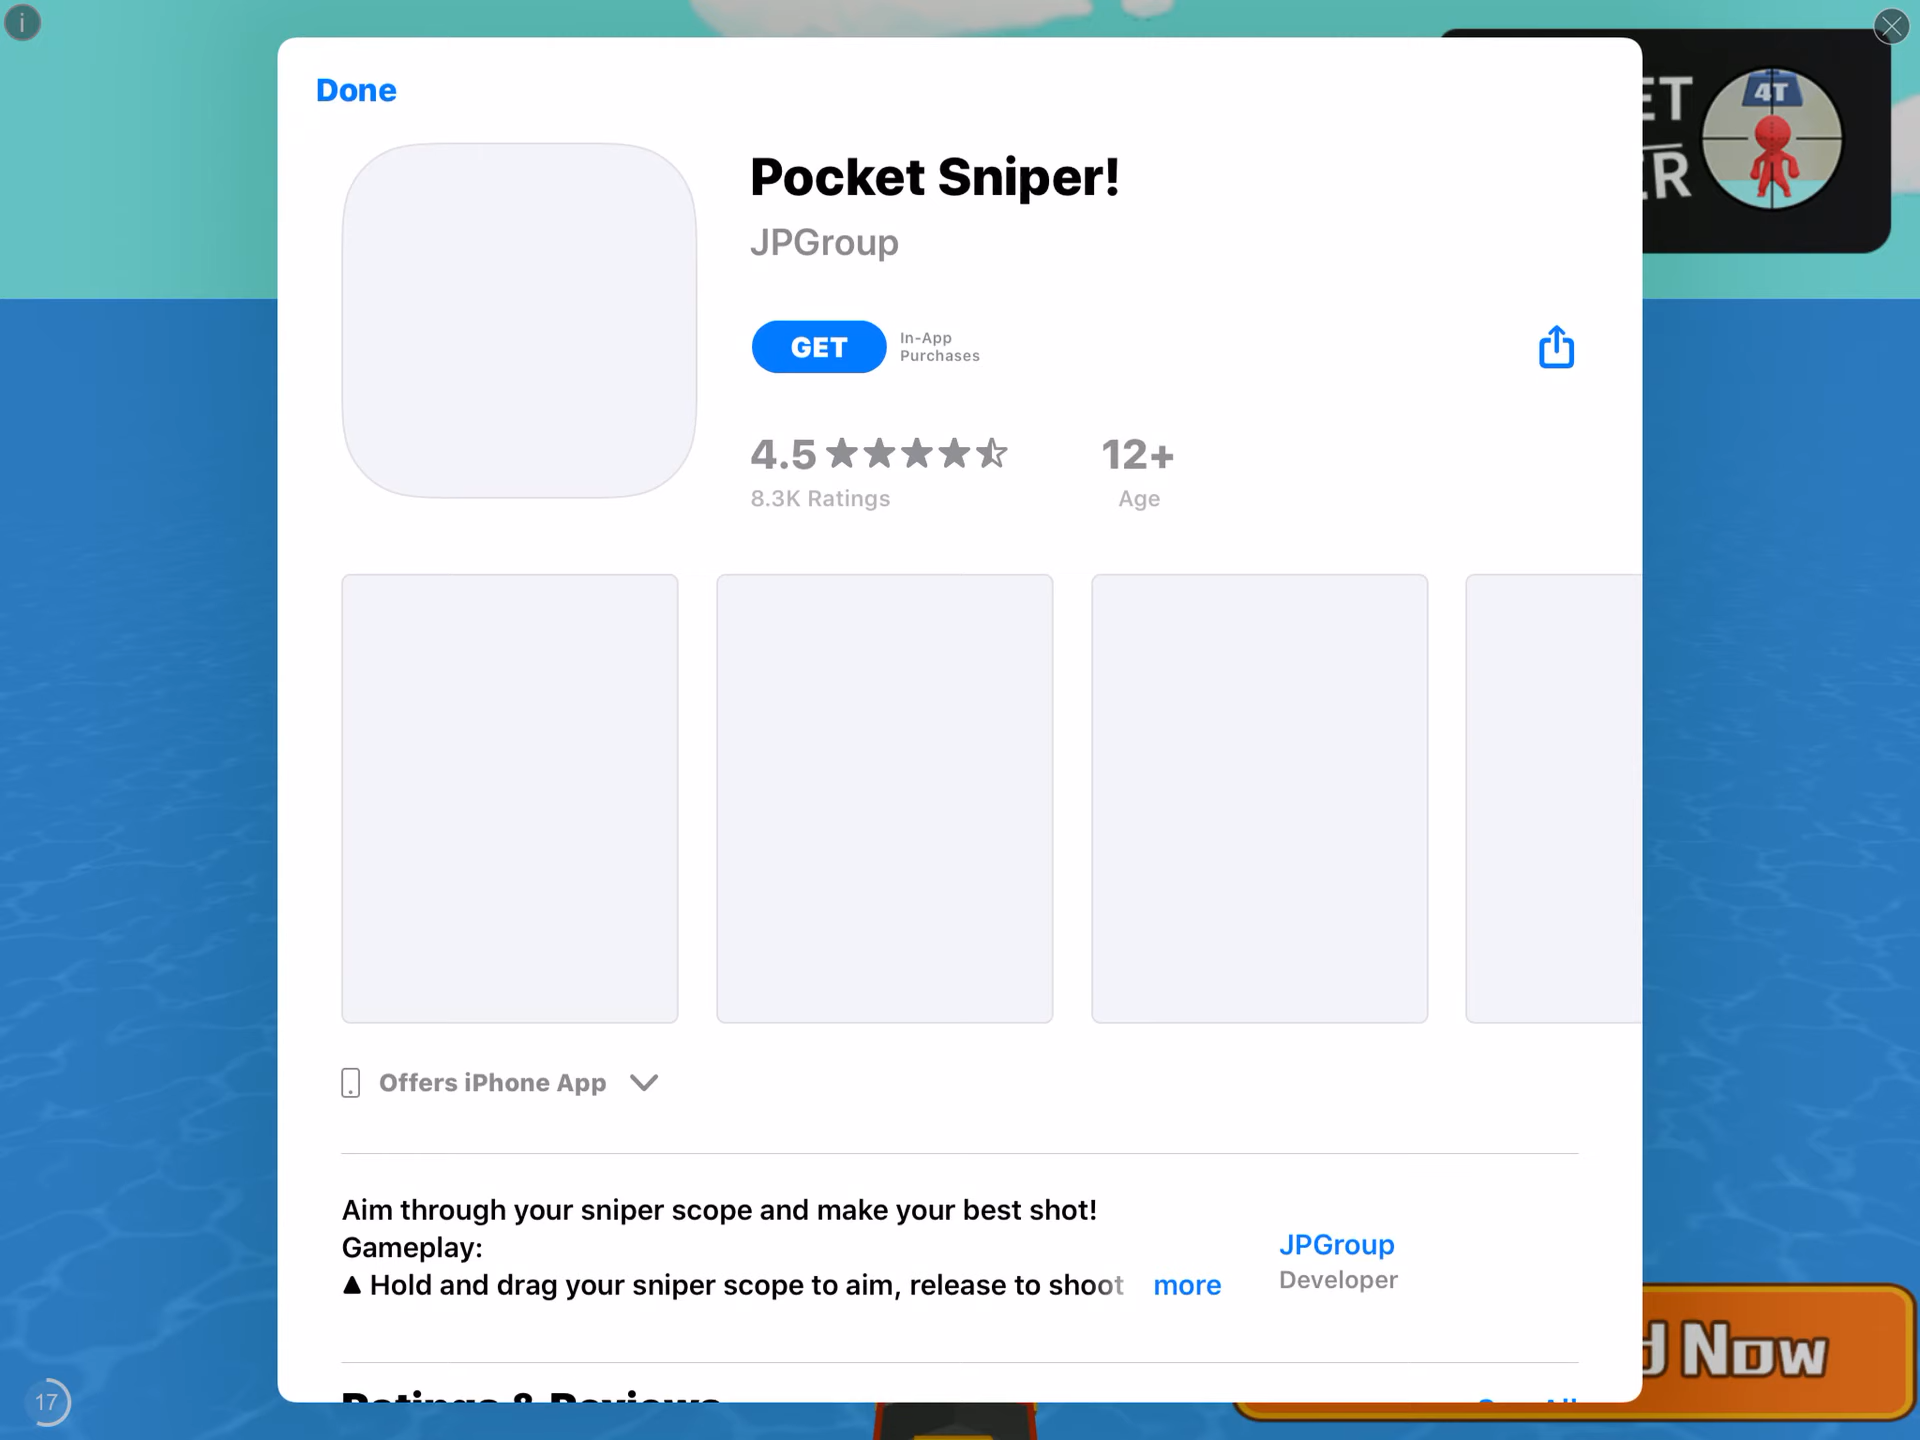 Done
Pocket Sniper!
JPGroup
GET
In-App
Purchases
4.5
12+
8.3K Ratings
Age
Offers iPhone App
Aim through your sniper scope and make your best shot!
Gameplay:
▲ Hold and drag your sniper scope to aim, release to shoot
more
JPGroup
Developer
Ratings & Reviews
4T
Now
17